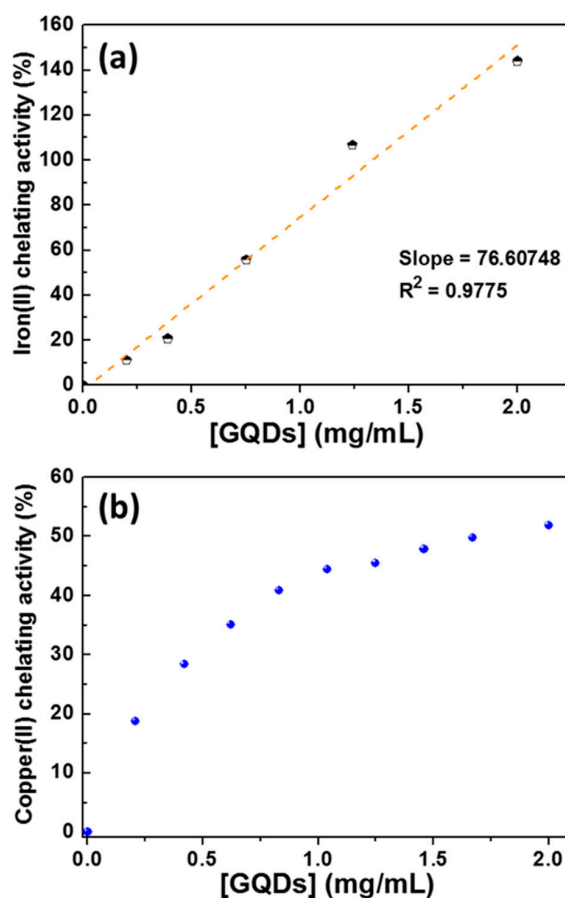 (a)
Iron(II) chelating activity (%)
160
140
120
100
80
60
40
20
0
Slope = 76.60748
R² = 0.9775
0.0 0.5 1.0 1.5 2.0
[GQDs] (mg/mL)
(b)
Copper(II) chelating activity (%)
60
50
40
30
20
10
0
0.0 0.5 1.0 1.5 2.0
[GQDs] (mg/mL)